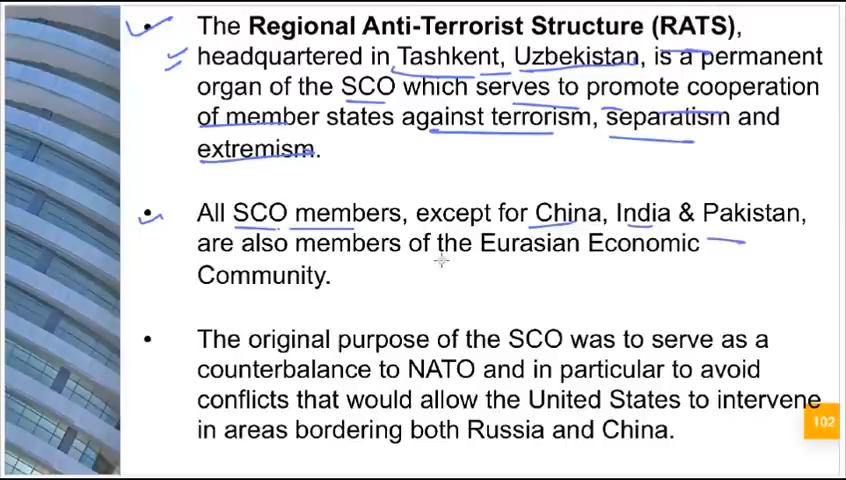 • The Regional Anti-Terrorist Structure (RATS),
headquartered in Tashkent, Uzbekistan, is a permanent
organ of the SCO which serves to promote cooperation
of member states against terrorism, separatism and
extremism.
• All SCO members, except for China, India & Pakistan,
are also members of the Eurasian Economic
Community.
• The original purpose of the SCO was to serve as a
counterbalance to NATO and in particular to avoid
conflicts that would allow the United States to intervene
in areas bordering both Russia and China.
102